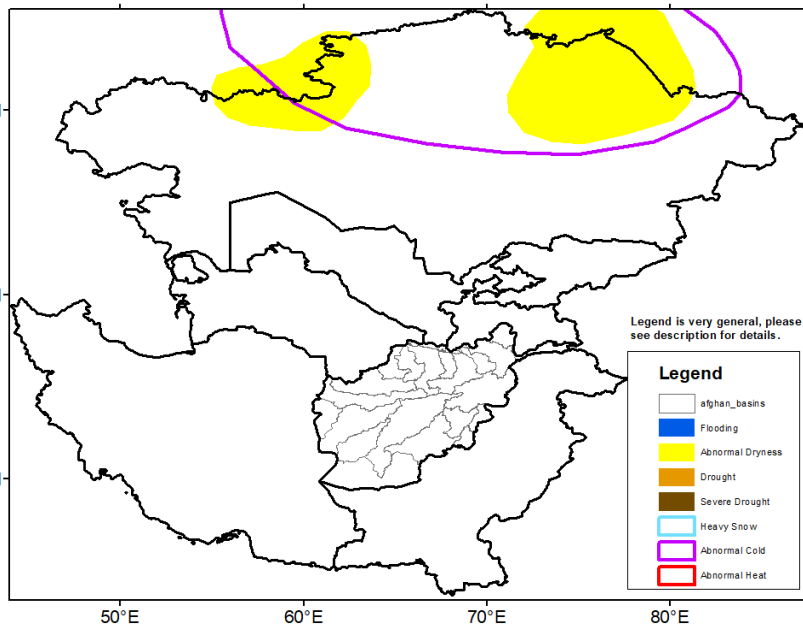 Legend is very general, please
see description for details.
Legend
afghan_basins
Flooding
Abnormal Dryness
Drought
Severe Drought
Heavy Snow
Abnormal Cold
Abnormal Heat
50°E
60°E
70°E
80°E